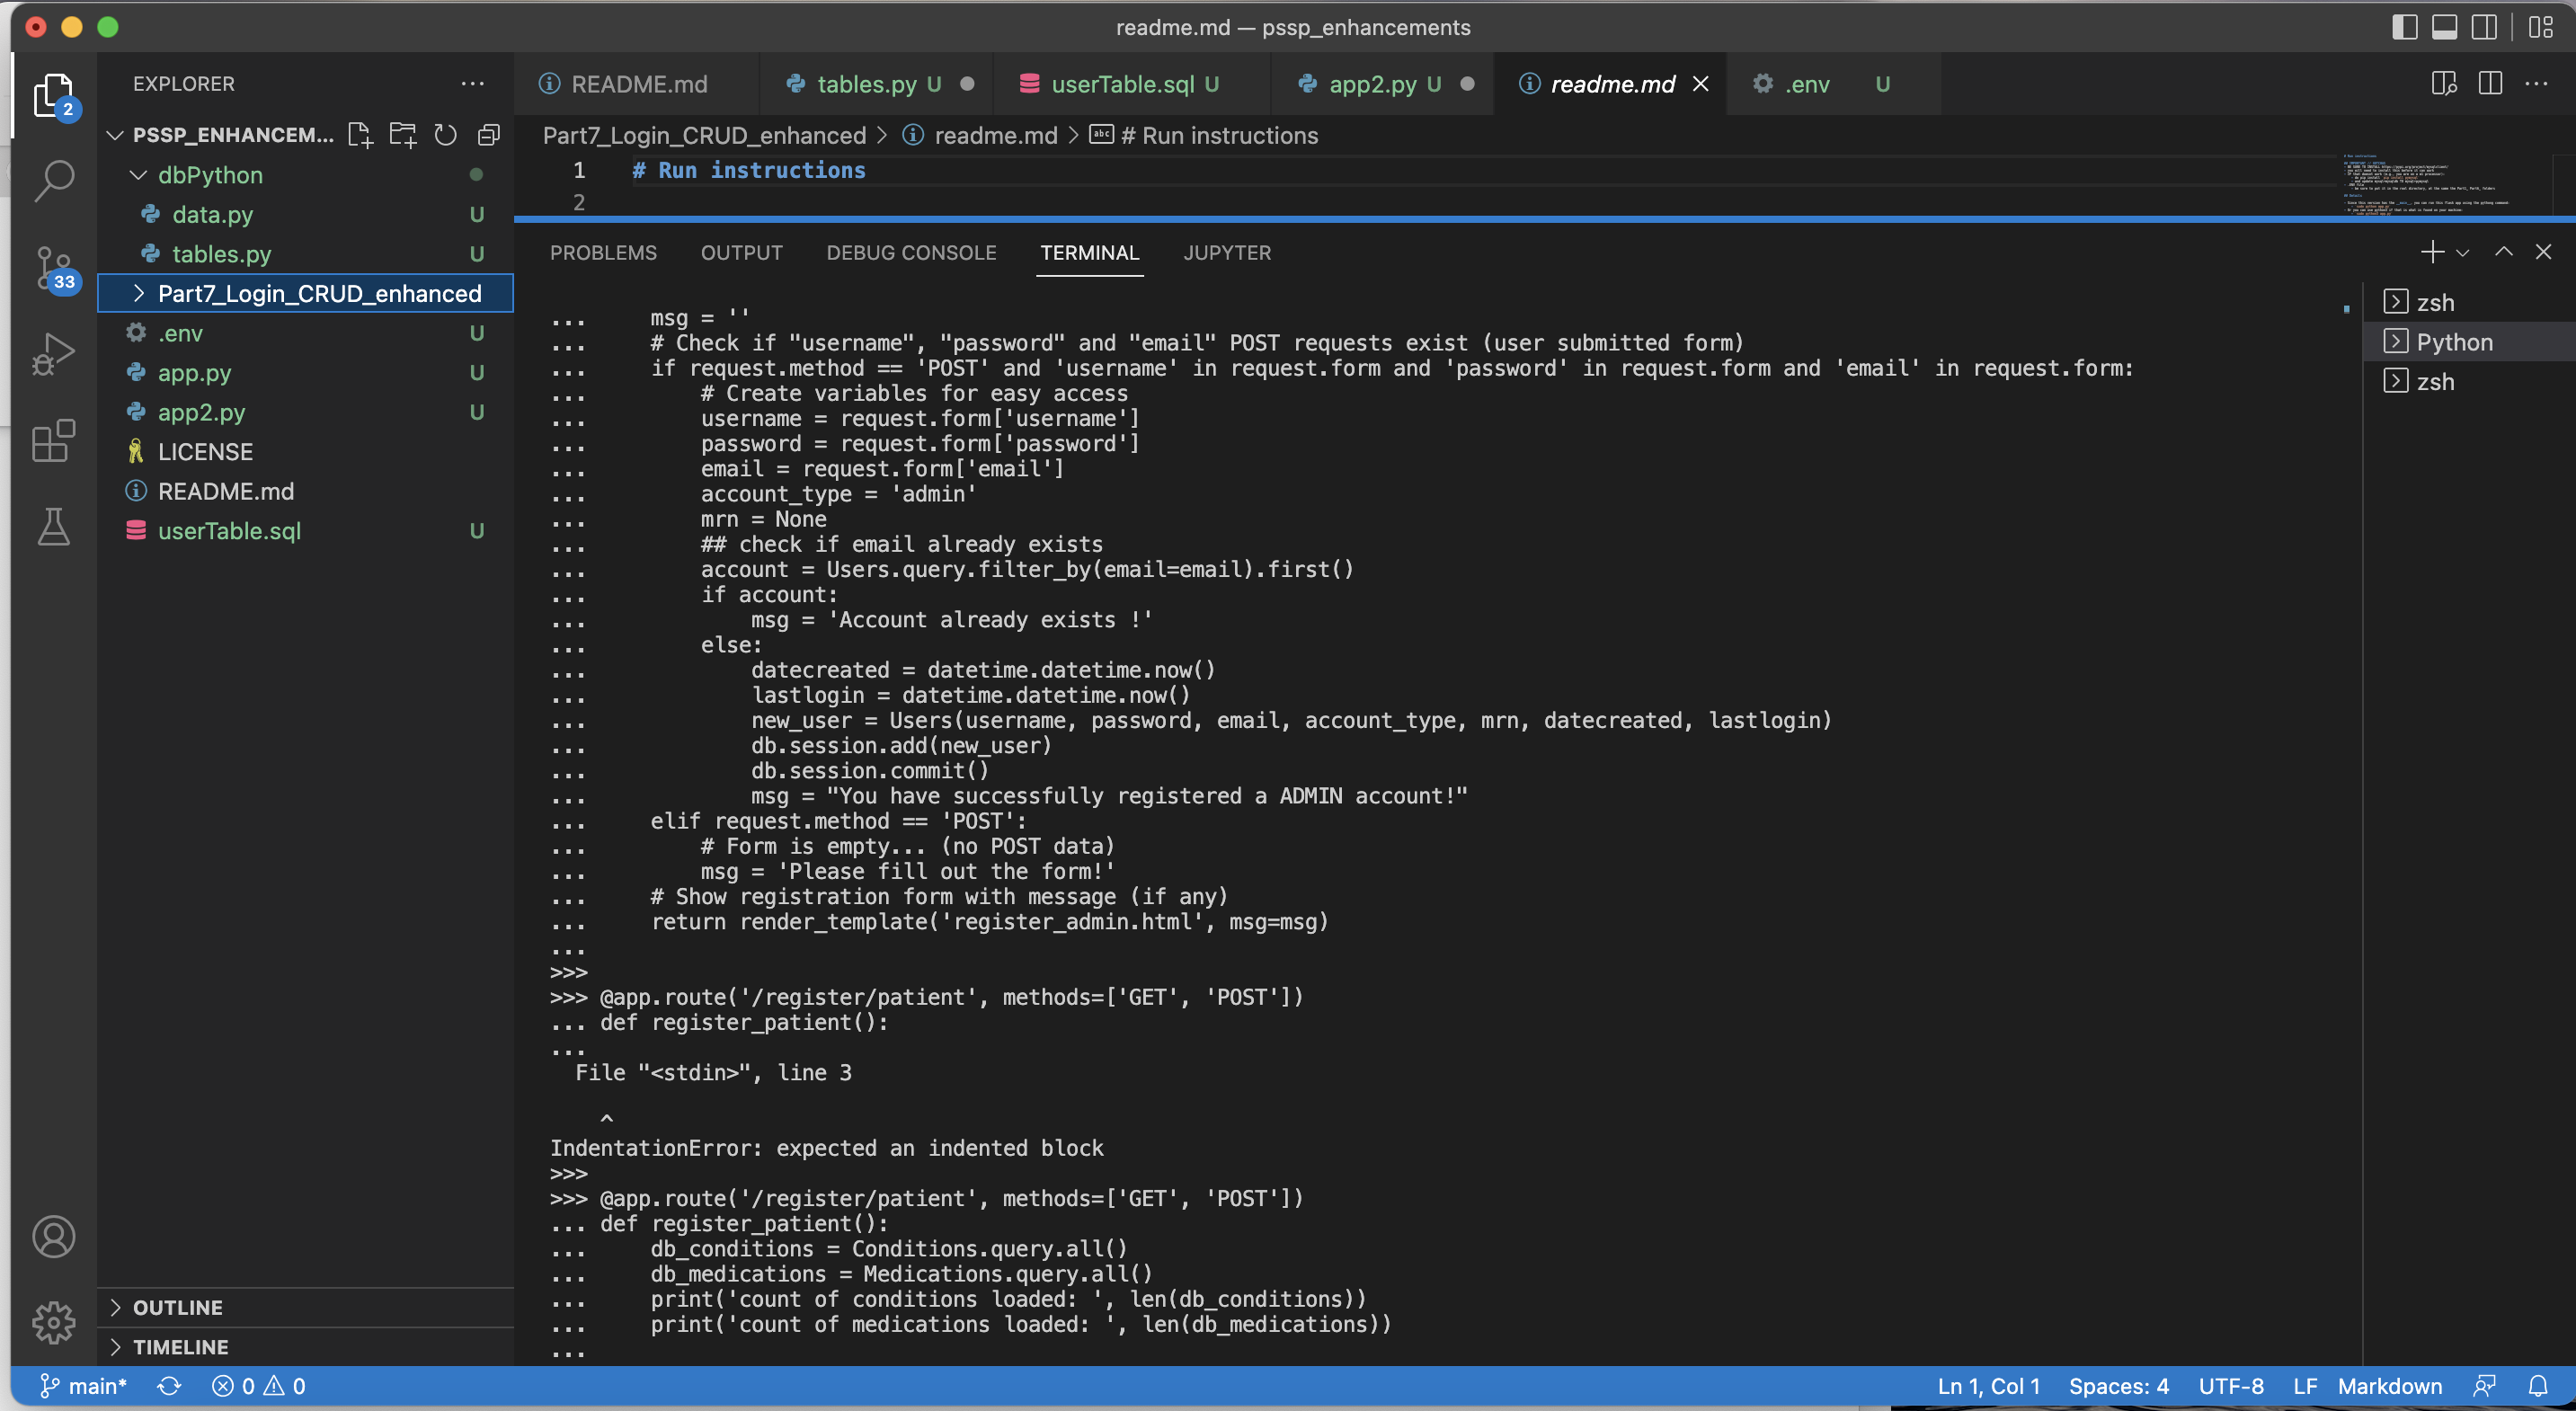 readme.md — pssp_enhancements
EXPLORER
README.md
tables.py U
userTable.sql U
app2.py U
readme.md
.env U
2
33
PSSP_ENHANCEM...
dbPython
data.py U
tables.py U
Part7_Login_CRUD_enhanced
.env U
app.py U
app2.py U
LICENSE
README.md
userTable.sql U
OUTLINE
TIMELINE
Part7_Login_CRUD_enhanced > readme.md > abc # Run instructions
1 # Run instructions
2
PROBLEMS OUTPUT DEBUG CONSOLE TERMINAL JUPYTER
zsh
Python
zsh
...     msg = ''
...     # Check if "username", "password" and "email" POST requests exist (user submitted form)
...     if request.method == 'POST' and 'username' in request.form and 'password' in request.form and 'email' in request.form:
...         # Create variables for easy access
...         username = request.form['username']
...         password = request.form['password']
...         email = request.form['email']
...         account_type = 'admin'
...         mrn = None
...         ## check if email already exists
...         account = Users.query.filter_by(email=email).first()
...         if account:
...             msg = 'Account already exists !'
...         else:
...             datecreated = datetime.datetime.now()
...             lastlogin = datetime.datetime.now()
...             new_user = Users(username, password, email, account_type, mrn, datecreated, lastlogin)
...             db.session.add(new_user)
...             db.session.commit()
...             msg = "You have successfully registered a ADMIN account!"
...     elif request.method == 'POST':
...         # Form is empty... (no POST data)
...         msg = 'Please fill out the form!'
...     # Show registration form with message (if any)
...     return render_template('register_admin.html', msg=msg)
...
>>>
>>> @app.route('/register/patient', methods=['GET', 'POST'])
... def register_patient():
...
  File "<stdin>", line 3
    ^
IndentationError: expected an indented block
>>>
>>> @app.route('/register/patient', methods=['GET', 'POST'])
... def register_patient():
...     db_conditions = Conditions.query.all()
...     db_medications = Medications.query.all()
...     print('count of conditions loaded: ', len(db_conditions))
...     print('count of medications loaded: ', len(db_medications))
...
main* 0 0 Ln 1, Col 1 Spaces: 4 UTF-8 LF Markdown